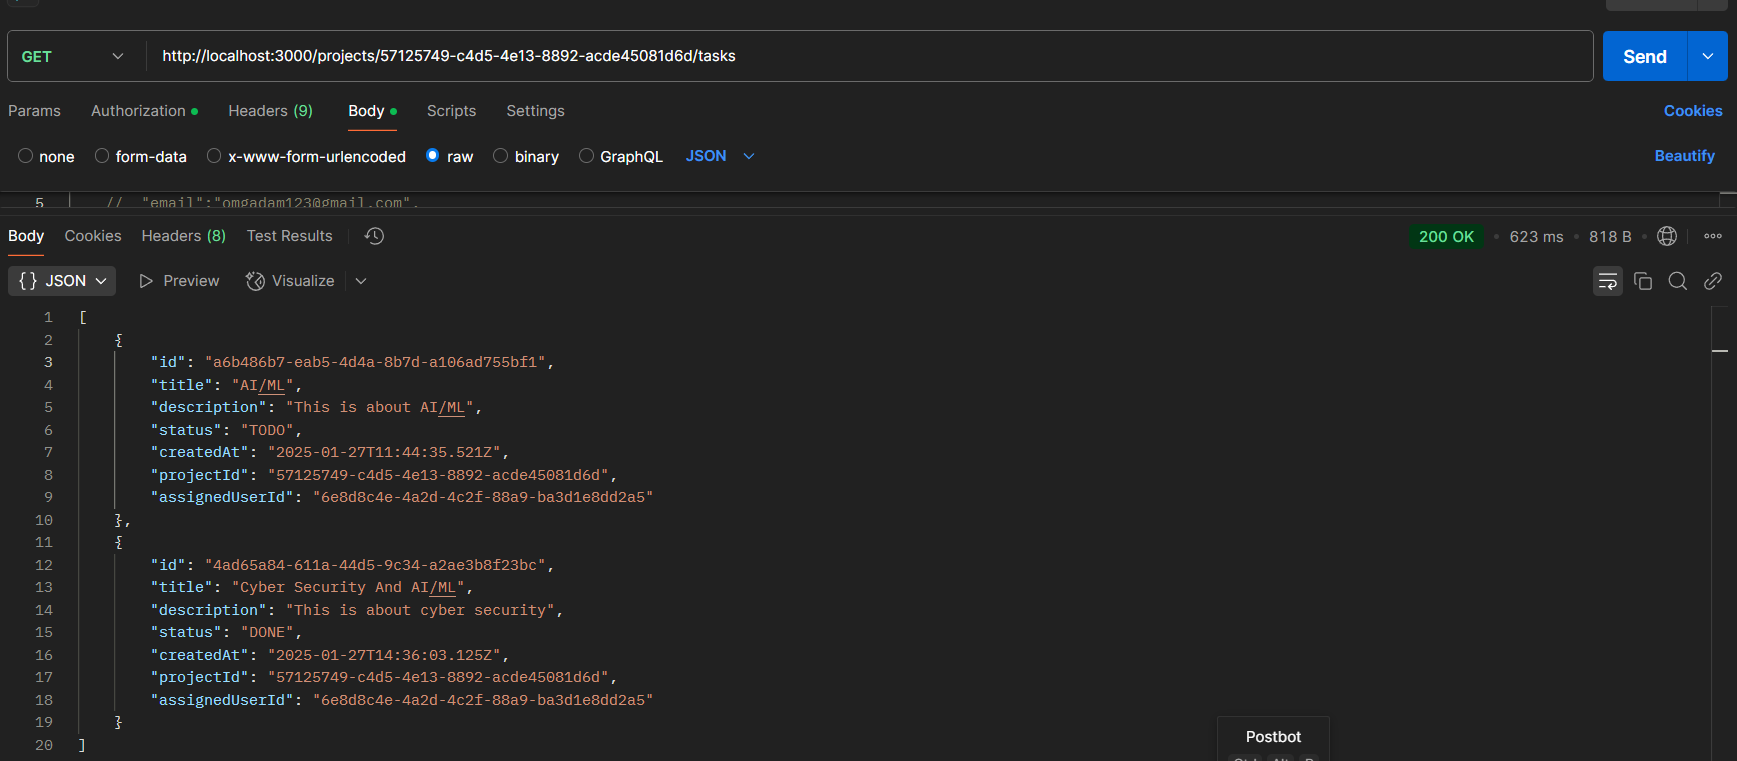 GET http://localhost:3000/projects/57125749-c4d5-4e13-8892-acde45081d6d/tasks Send
Params Authorization Headers (9) Body Scripts Settings Cookies
none form-data x-www-form-urlencoded raw binary GraphQL JSON Beautify
5 // "email":"omgadam123@gmail.com",
Body Cookies Headers (8) Test Results 200 OK 623 ms 818 B
{} JSON Preview Visualize
1 [
2 {
3 "id": "a6b486b7-eab5-4d4a-8b7d-a106ad755bf1",
4 "title": "AI/ML",
5 "description": "This is about AI/ML",
6 "status": "TODO",
7 "createdAt": "2025-01-27T11:44:35.521Z",
8 "projectId": "57125749-c4d5-4e13-8892-acde45081d6d",
9 "assignedUserId": "6e8d8c4e-4a2d-4c2f-88a9-ba3d1e8dd2a5"
10 },
11 {
12 "id": "4ad65a84-611a-44d5-9c34-a2ae3b8f23bc",
13 "title": "Cyber Security And AI/ML",
14 "description": "This is about cyber security",
15 "status": "DONE",
16 "createdAt": "2025-01-27T14:36:03.125Z",
17 "projectId": "57125749-c4d5-4e13-8892-acde45081d6d",
18 "assignedUserId": "6e8d8c4e-4a2d-4c2f-88a9-ba3d1e8dd2a5"
19 }
20 ]
Postbot
Ctrl Alt P